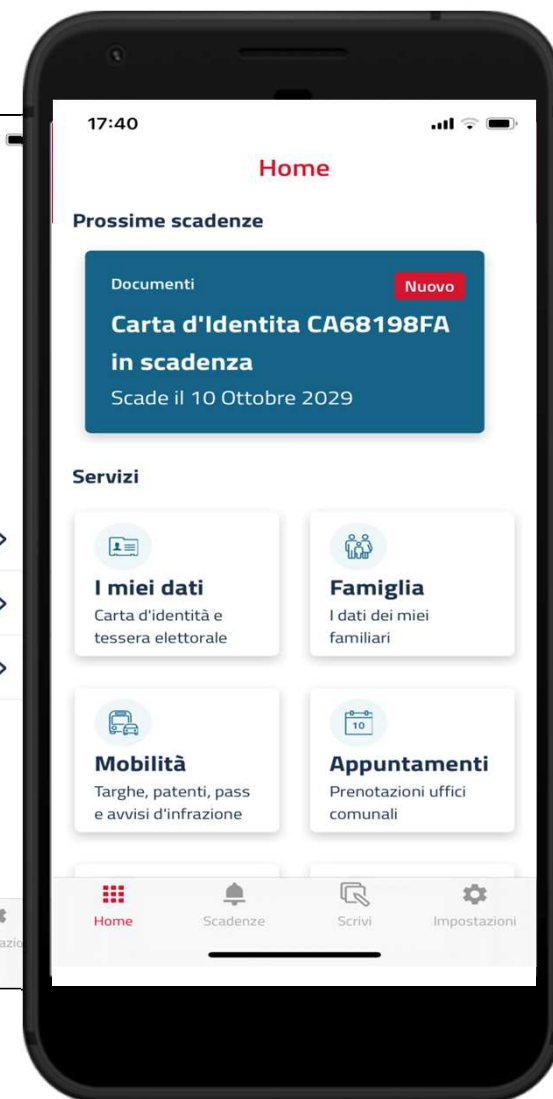 17:40
Home
Prossime scadenze
Documenti
Nuovo
Carta d'Identita CA68198FA
in scadenza
Scade il 10 Ottobre 2029
Servizi
I miei dati
Carta d'identità e
tessera elettorale
Famiglia
I dati dei miei
familiari
Mobilità
Targhe, patenti, pass
e avvisi d'infrazione
10
Appuntamenti
Prenotazioni uffici
comunali
Home
Scadenze
Scrivi
Impostazioni